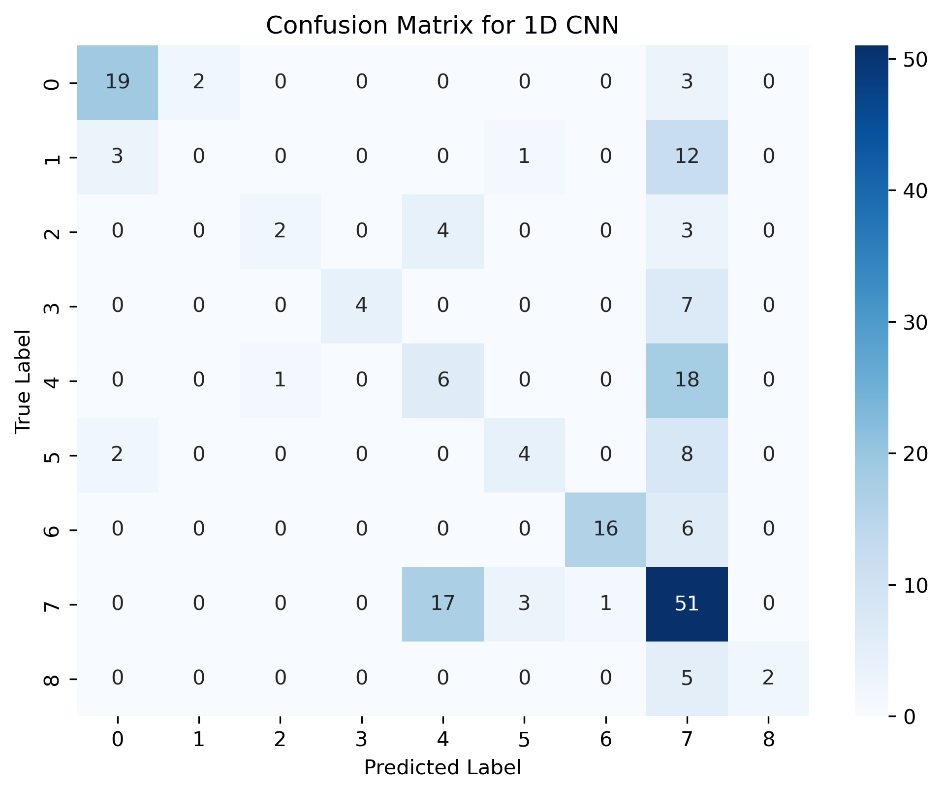 Confusion Matrix for 1D CNN
True Label
0 19 2 0 0 0 0 0 3 0
1 3 0 0 0 0 1 0 12 0
2 0 0 2 0 4 0 0 3 0
3 0 0 0 4 0 0 0 7 0
4 0 0 1 0 6 0 0 18 0
5 2 0 0 0 0 4 0 8 0
6 0 0 0 0 0 0 16 6 0
7 0 0 0 0 17 3 1 51 0
8 0 0 0 0 0 0 0 5 2
0 1 2 3 4 5 6 7 8
Predicted Label
50
40
30
20
10
0